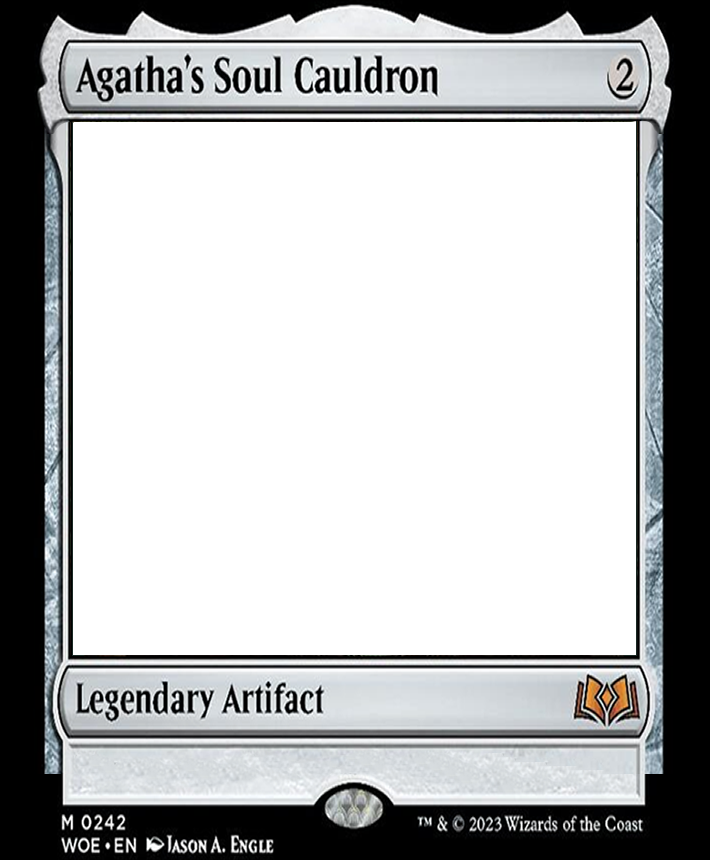 Agatha's Soul Cauldron 2
Legendary Artifact
M 0242
WOE • EN Jason A. Engle
™ & © 2023 Wizards of the Coast